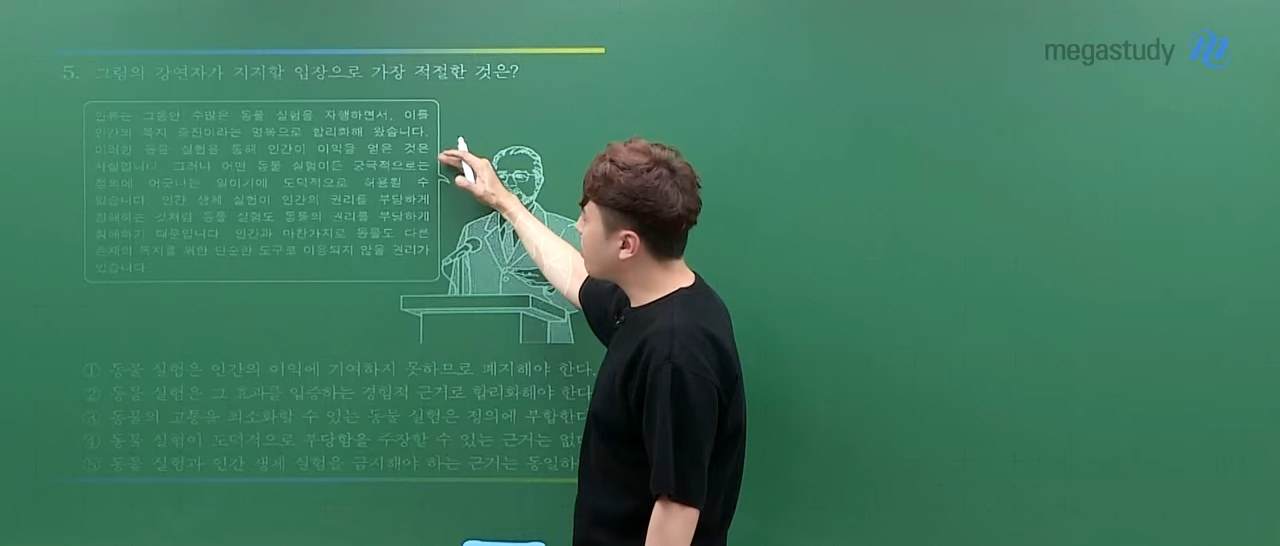 megastudy
5. 그림의 강연자가 지지할 입장으로 가장 적절한 것은?
인류는 그동안 수많은 동물 실험을 자행하면서, 이를
인간의 복지 증진이라는 명목으로 합리화해 왔습니다.
이러한 동물 실험을 통해 인간이 이익을 얻은 것은
사실입니다. 그러나 어떤 동물 실험이든 궁극적으로는
정의에 어긋나는 일이기에 도덕적으로 허용될 수
없습니다. 인간 생체 실험이 인간의 권리를 부당하게
침해하는 것처럼 동물 실험도 동물의 권리를 부당하게
침해하기 때문입니다. 인간과 마찬가지로 동물도 다른
존재의 복지를 위한 단순한 도구로 이용되지 않을 권리가
있습니다.
① 동물 실험은 인간의 이익에 기여하지 못하므로 폐지해야 한다.
② 동물 실험은 그 효과를 입증하는 경험적 근거로 합리화해야 한다
③ 동물의 고통을 최소화할 수 있는 동물 실험은 정의에 부합한다
④ 동물 실험이 도덕적으로 부당함을 주장할 수 있는 근거는 없
⑤ 동물 실험과 인간 생체 실험을 금지해야 하는 근거는 동일하